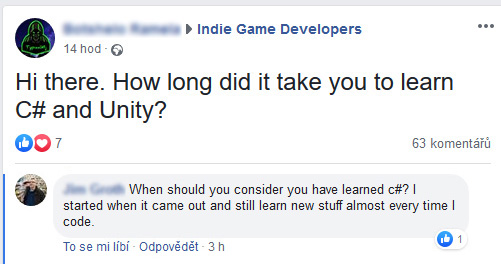 Indie Game Developers
14 hod ·
Hi there. How long did it take you to learn
C# and Unity?
7
63 komentářů
When should you consider you have learned c#? I
started when it came out and still learn new stuff almost every time I
code.
1
To se mi líbí · Odpovědět · 3 h